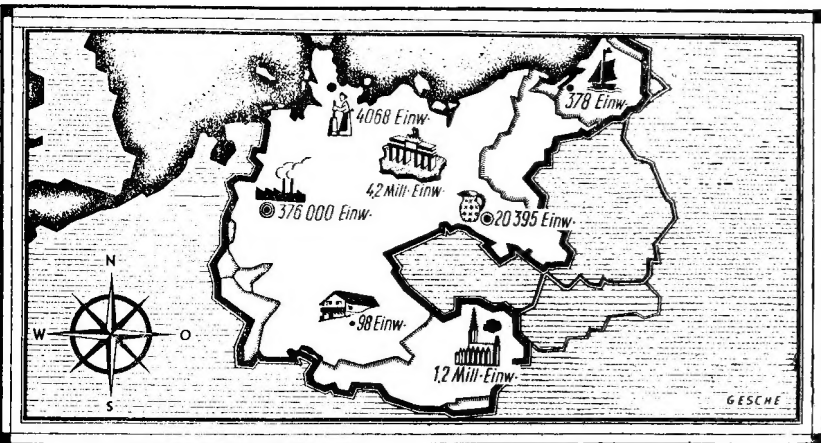 378 Einw.
4068 Einw.
4,2 Mill. Einw.
376 000 Einw.
20 395 Einw.
98 Einw.
1,2 Mill. Einw.
N
W
O
S
GESCHE